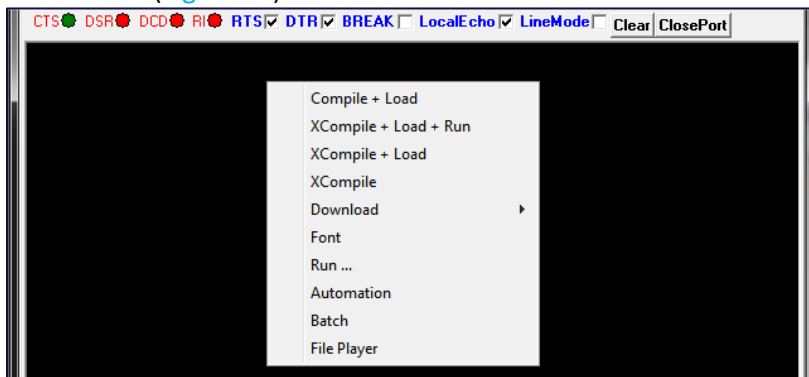 CTS DSR DCD RI RTS DTR BREAK LocalEcho LineMode Clear ClosePort
Compile + Load
XCompile + Load + Run
XCompile + Load
XCompile
Download
Font
Run ...
Automation
Batch
File Player